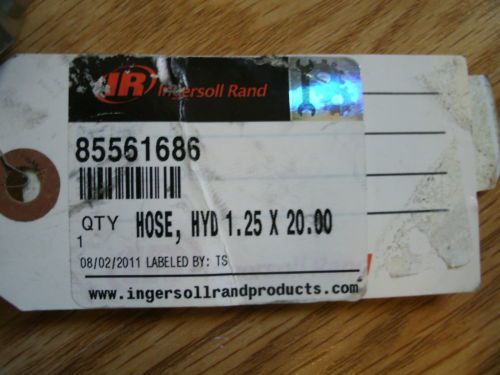 IR Ingersoll Rand
85561686
QTY HOSE, HYD 1.25 X 20.00
1
08/02/2011 LABELED BY: TS
www.ingersollrandproducts.com